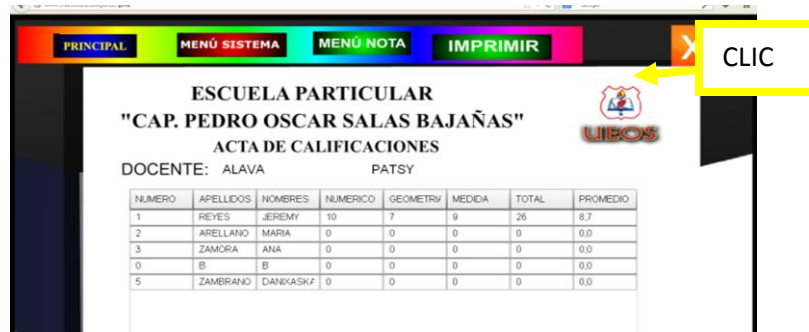 PRINCIPAL MENÚ SISTEMA MENÚ NOTA IMPRIMIR X
CLIC
ESCUELA PARTICULAR
"CAP. PEDRO OSCAR SALAS BAJAÑAS"
UEOS
ACTA DE CALIFICACIONES
DOCENTE: ALAVA PATSY
NUMERO APELLIDOS NOMBRES NUMERICO GEOMETRI MEDIDA TOTAL PROMEDIO
1 REYES JEREMY 10 7 9 26 8,7
2 ARELLANO MARIA 0 0 0 0 0,0
3 ZAMORA ANA 0 0 0 0 0,0
0 B B 0 0 0 0 0,0
5 ZAMBRANO DANIXASKA 0 0 0 0 0,0